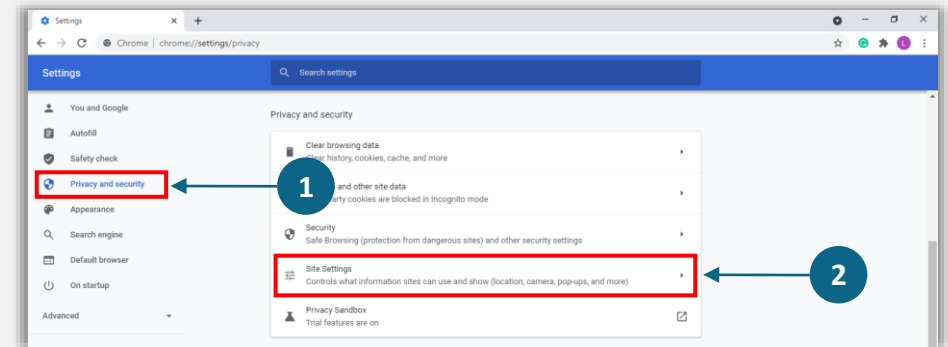 Settings
Chrome | chrome://settings/privacy
L
Settings
Search settings
You and Google
Autofill
Safety check
Privacy and security
Appearance
Search engine
Default browser
On startup
Advanced
Privacy and security
Clear browsing data
Clear history, cookies, cache, and more
1
and other site data
party cookies are blocked in Incognito mode
Security
Safe Browsing (protection from dangerous sites) and other security settings
Site Settings
Controls what information sites can use and show (location, camera, pop-ups, and more)
2
Privacy Sandbox
Trial features are on